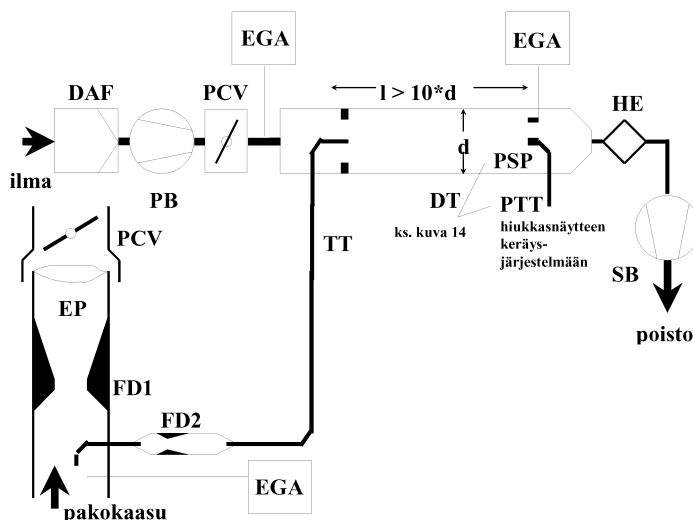 EGA
EGA
DAF
PCV
l > 10*d
HE
ilma
PB
d
PSP
DT
PTT
ks. kuva 14
hiukkasnäytteen
keräys-
järjestelmään
PCV
TT
SB
EP
poisto
FD1
FD2
EGA
pakokaasu